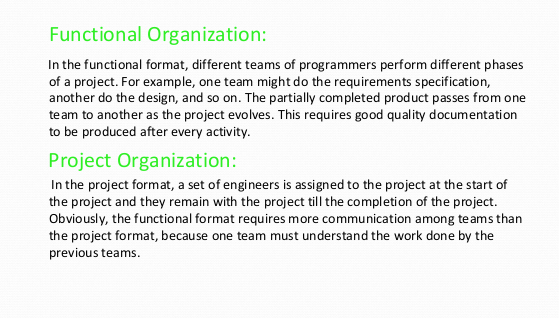 Functional Organization:
In the functional format, different teams of programmers perform different phases
of a project. For example, one team might do the requirements specification,
another do the design, and so on. The partially completed product passes from one
team to another as the project evolves. This requires good quality documentation
to be produced after every activity.
Project Organization:
In the project format, a set of engineers is assigned to the project at the start of
the project and they remain with the project till the completion of the project.
Obviously, the functional format requires more communication among teams than
the project format, because one team must understand the work done by the
previous teams.